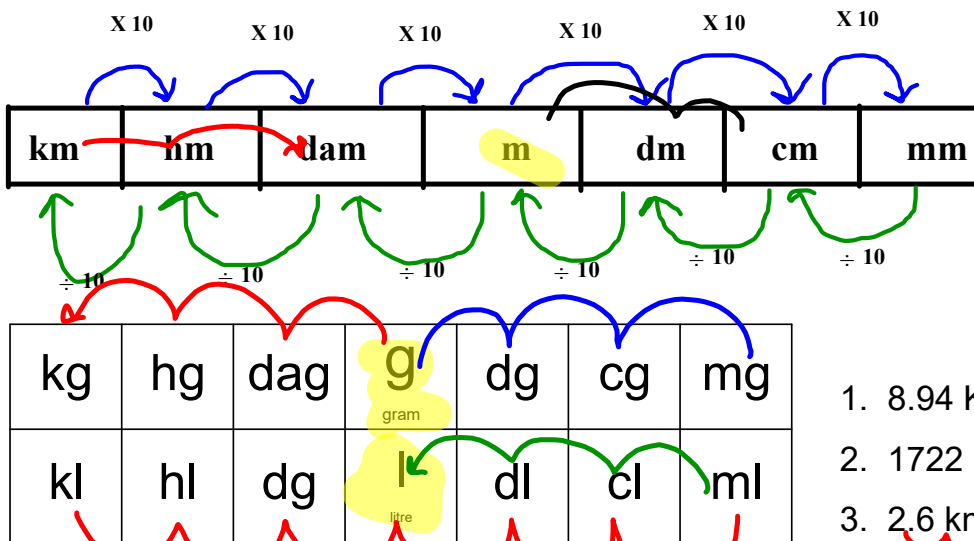 X 10 X 10 X 10 X 10 X 10 X 10
km hm dam m dm cm mm
÷ 10 ÷ 10 ÷ 10 ÷ 10 ÷ 10 ÷ 10
kg hg dag g dg cg mg
gram
kl hl dg l dl cl ml
litre
1. 8.94 K
2. 1722
3. 2.6 km